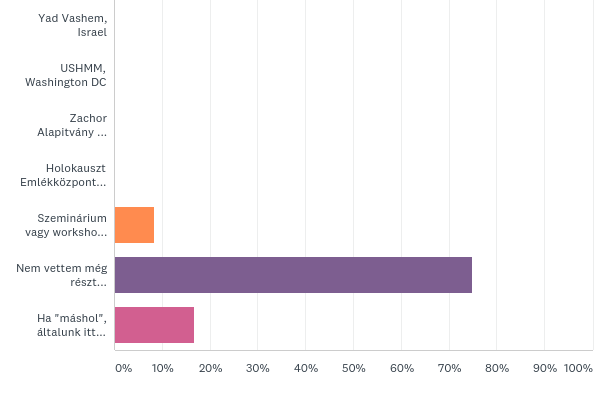 Yad Vashem,
Israel
USHMM,
Washington DC
Zachor
Alapítvány ...
Holokauszt
Emlékközpont...
Szeminárium
vagy worksho...
Nem vettem még
részt...
Ha "máshol",
általunk itt...
0% 10% 20% 30% 40% 50% 60% 70% 80% 90% 100%